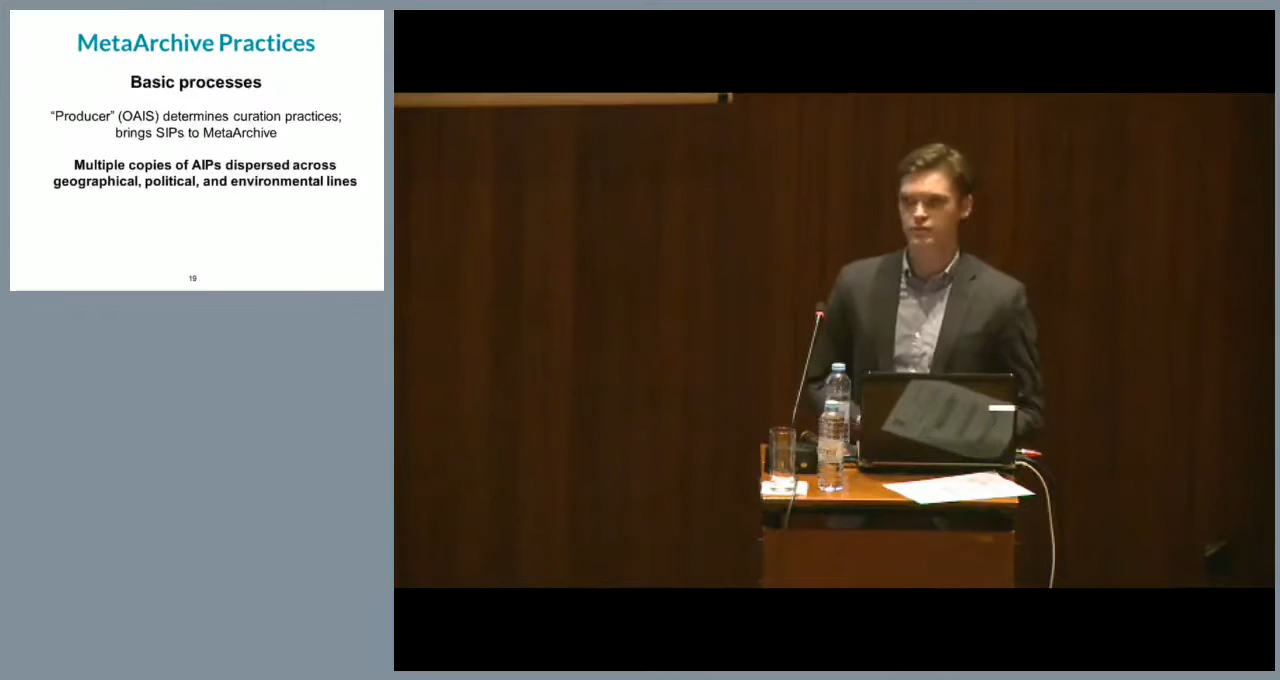 MetaArchive Practices
Basic processes
“Producer” (OAIS) determines curation practices;
brings SIPs to MetaArchive
Multiple copies of AIPs dispersed across
geographical, political, and environmental lines
19